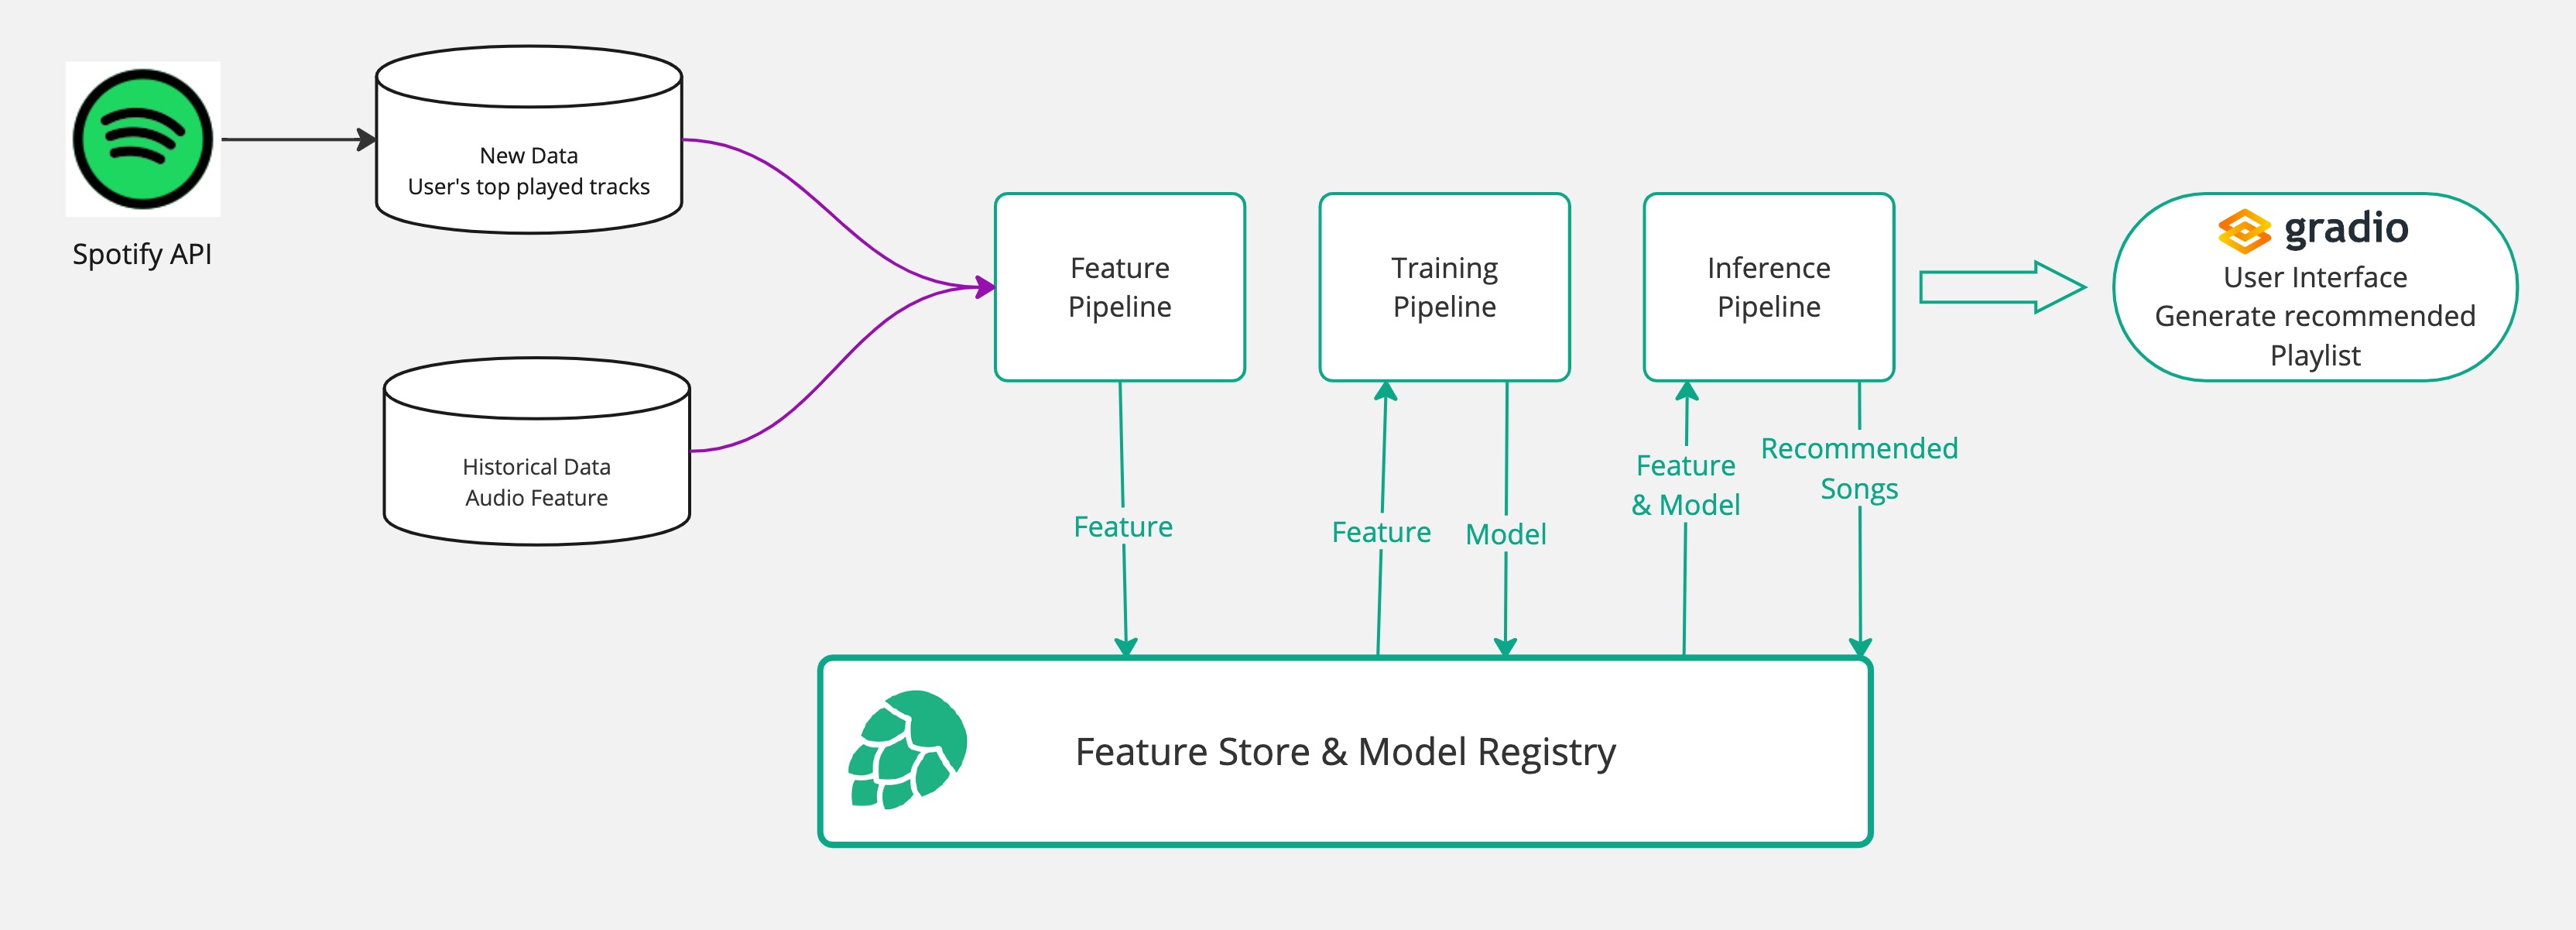 Spotify API
New Data
User's top played tracks
Historical Data
Audio Feature
Feature
Pipeline
Training
Pipeline
Inference
Pipeline
gradio
User Interface
Generate recommended
Playlist
Feature
Feature
Model
Feature
& Model
Recommended
Songs
Feature Store & Model Registry